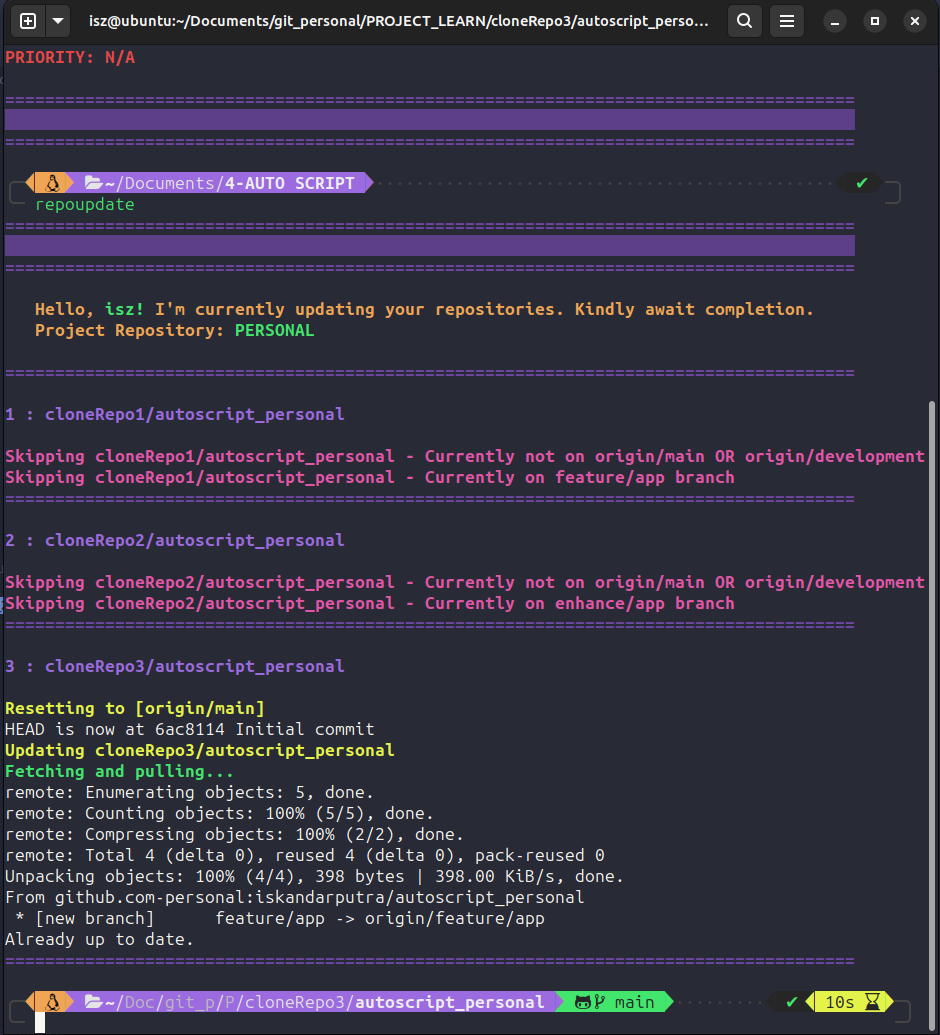 isz@ubuntu:~/Documents/git_personal/PROJECT_LEARN/cloneRepo3/autoscript_perso...
PRIORITY: N/A
=====================================================================================
=====================================================================================
~/Documents/4-AUTO SCRIPT ✔
repoupdate
=====================================================================================
=====================================================================================
Hello, isz! I'm currently updating your repositories. Kindly await completion.
Project Repository: PERSONAL
=====================================================================================
1 : cloneRepo1/autoscript_personal
Skipping cloneRepo1/autoscript_personal - Currently not on origin/main OR origin/development
Skipping cloneRepo1/autoscript_personal - Currently on feature/app branch
=====================================================================================
2 : cloneRepo2/autoscript_personal
Skipping cloneRepo2/autoscript_personal - Currently not on origin/main OR origin/development
Skipping cloneRepo2/autoscript_personal - Currently on enhance/app branch
=====================================================================================
3 : cloneRepo3/autoscript_personal
Resetting to [origin/main]
HEAD is now at 6ac8114 Initial commit
Updating cloneRepo3/autoscript_personal
Fetching and pulling...
remote: Enumerating objects: 5, done.
remote: Counting objects: 100% (5/5), done.
remote: Compressing objects: 100% (2/2), done.
remote: Total 4 (delta 0), reused 4 (delta 0), pack-reused 0
Unpacking objects: 100% (4/4), 398 bytes | 398.00 KiB/s, done.
From github.com-personal:iskandarputra/autoscript_personal
 * [new branch]      feature/app -> origin/feature/app
Already up to date.
=====================================================================================
~/Doc/git_p/P/cloneRepo3/autoscript_personal main ✔ 10s